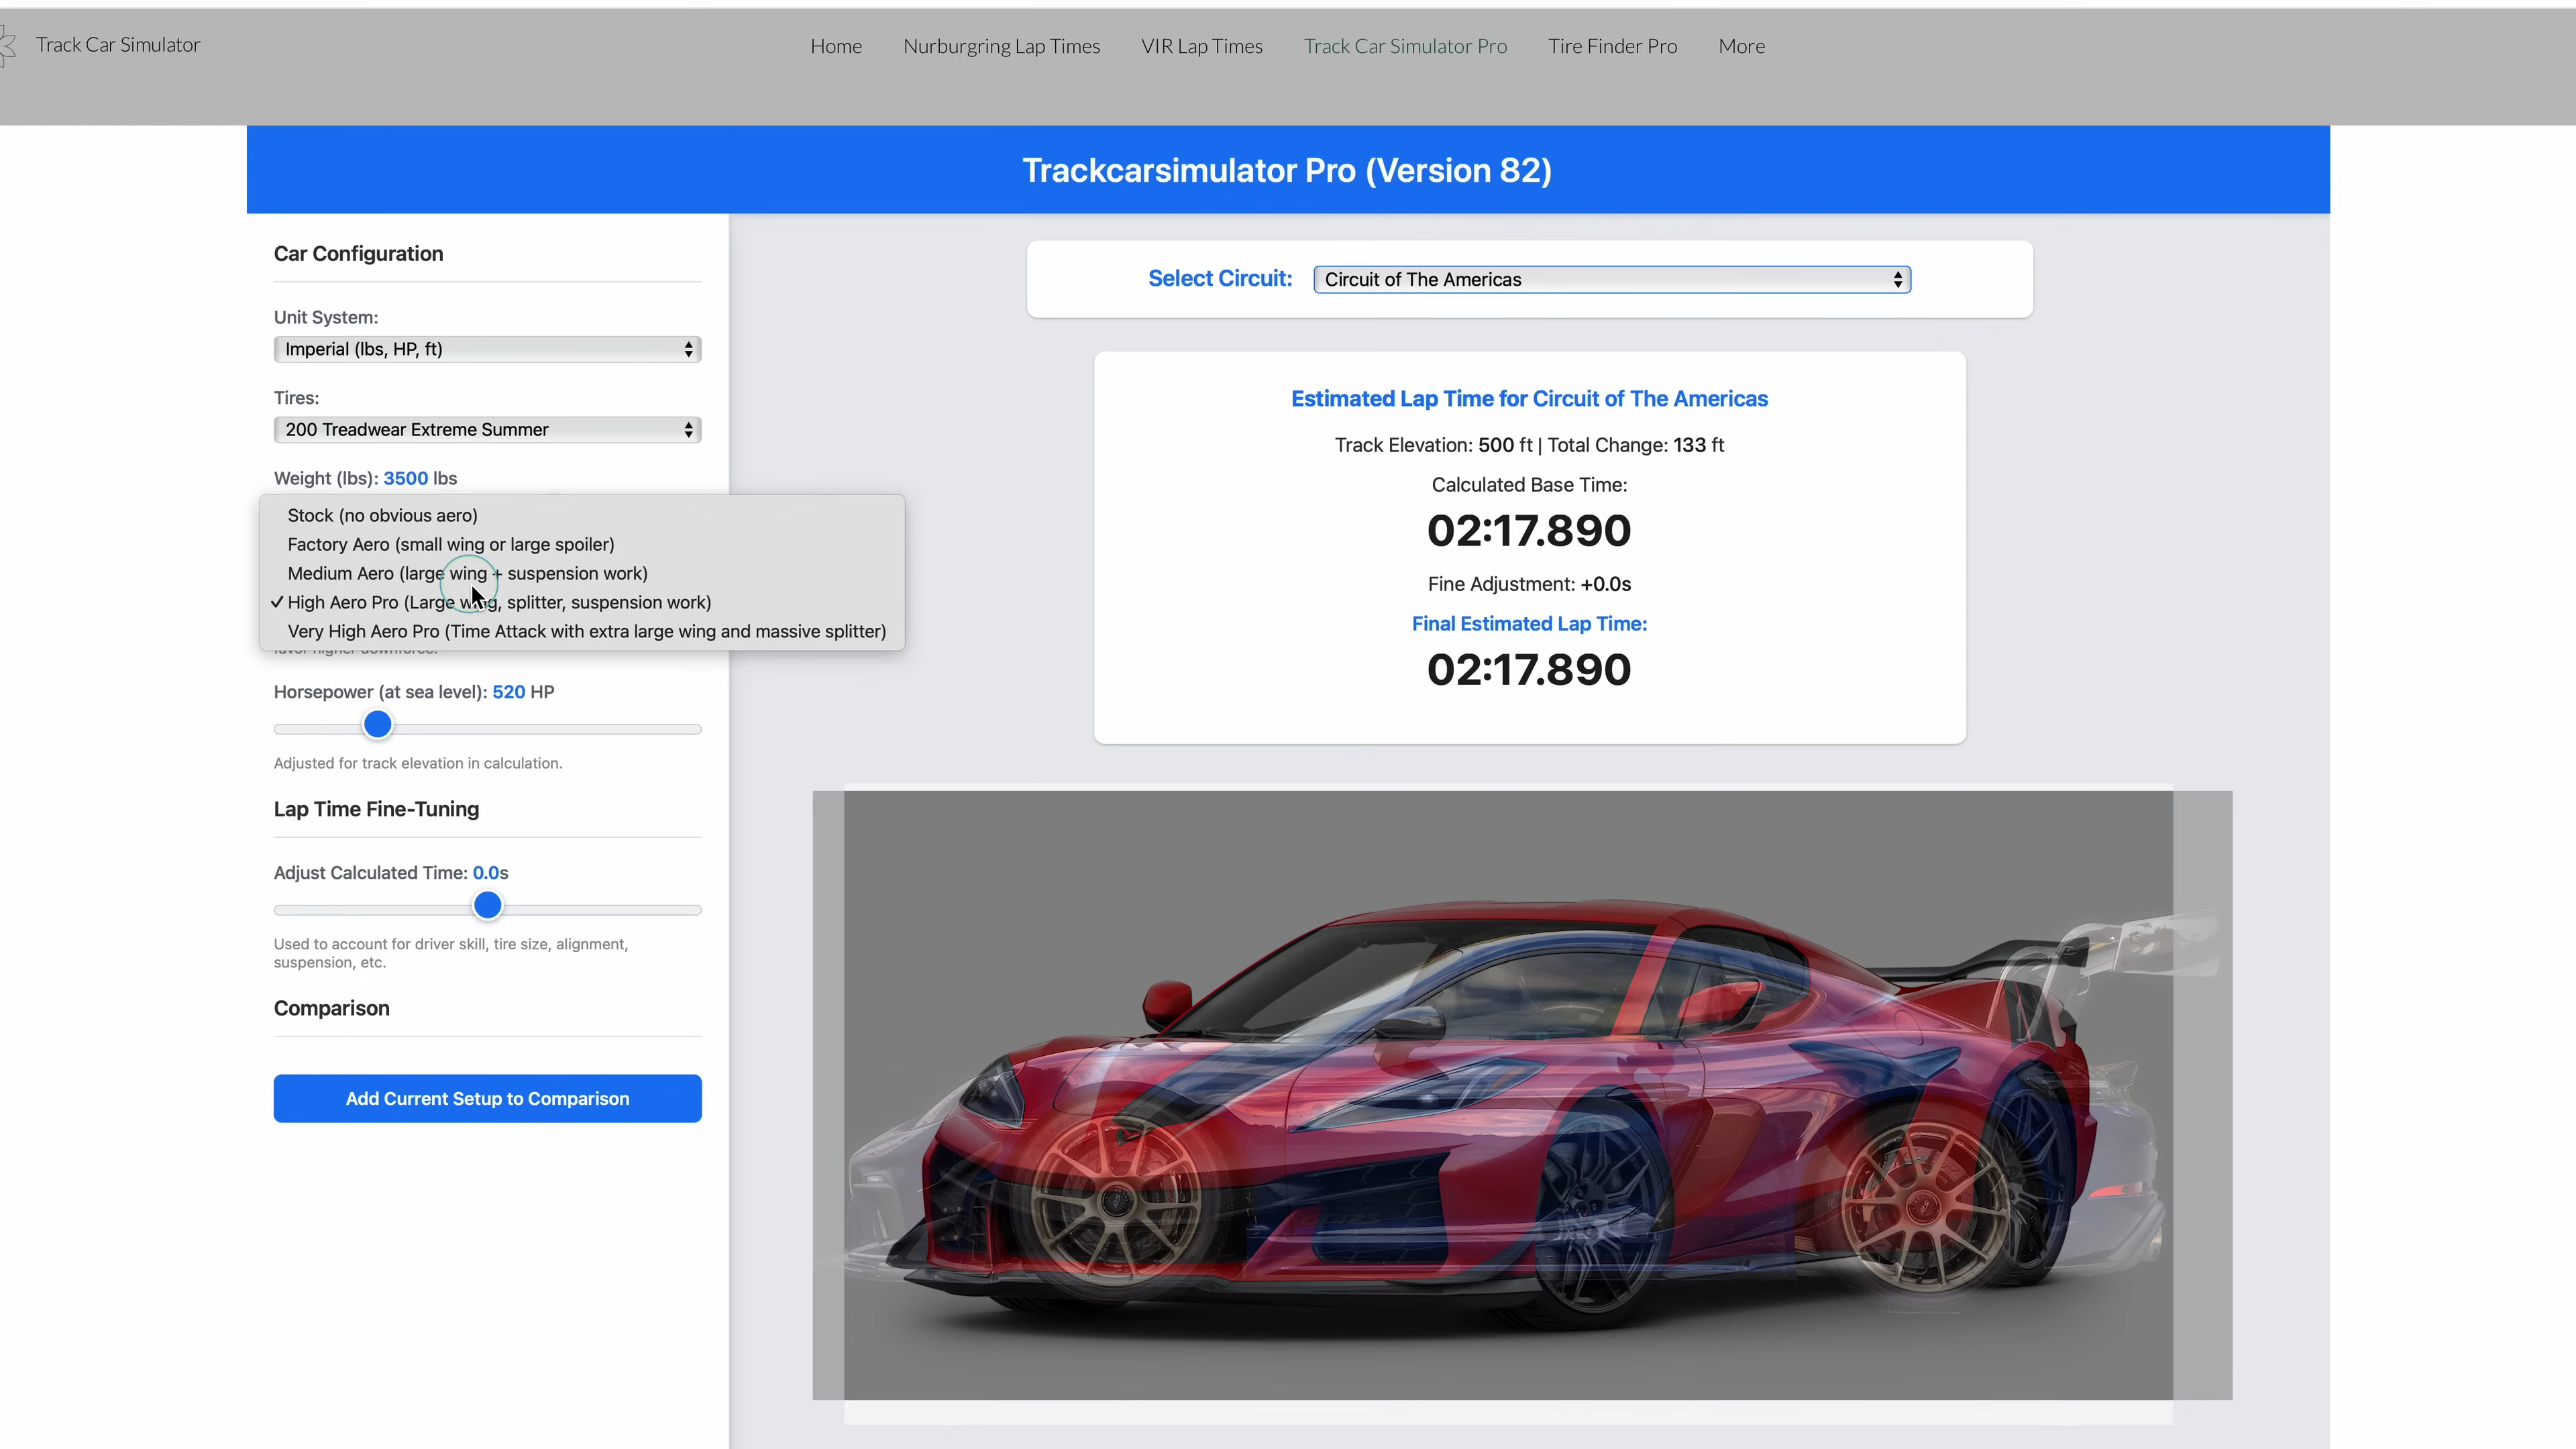 Track Car Simulator
Home
Nurburgring Lap Times
VIR Lap Times
Track Car Simulator Pro
Tire Finder Pro
More
Trackcarsimulator Pro (Version 82)
Car Configuration
Unit System:
Imperial (lbs, HP, ft)
Tires:
200 Treadwear Extreme Summer
Weight (lbs): 3500 lbs
Stock (no obvious aero)
Factory Aero (small wing or large spoiler)
Medium Aero (large wing + suspension work)
✓ High Aero Pro (Large wing, splitter, suspension work)
Very High Aero Pro (Time Attack with extra large wing and massive splitter)
favor higher downforce.
Horsepower (at sea level): 520 HP
Adjusted for track elevation in calculation.
Lap Time Fine-Tuning
Adjust Calculated Time: 0.0s
Used to account for driver skill, tire size, alignment,
suspension, etc.
Comparison
Add Current Setup to Comparison
Select Circuit:
Circuit of The Americas
Estimated Lap Time for Circuit of The Americas
Track Elevation: 500 ft | Total Change: 133 ft
Calculated Base Time:
02:17.890
Fine Adjustment: +0.0s
Final Estimated Lap Time:
02:17.890